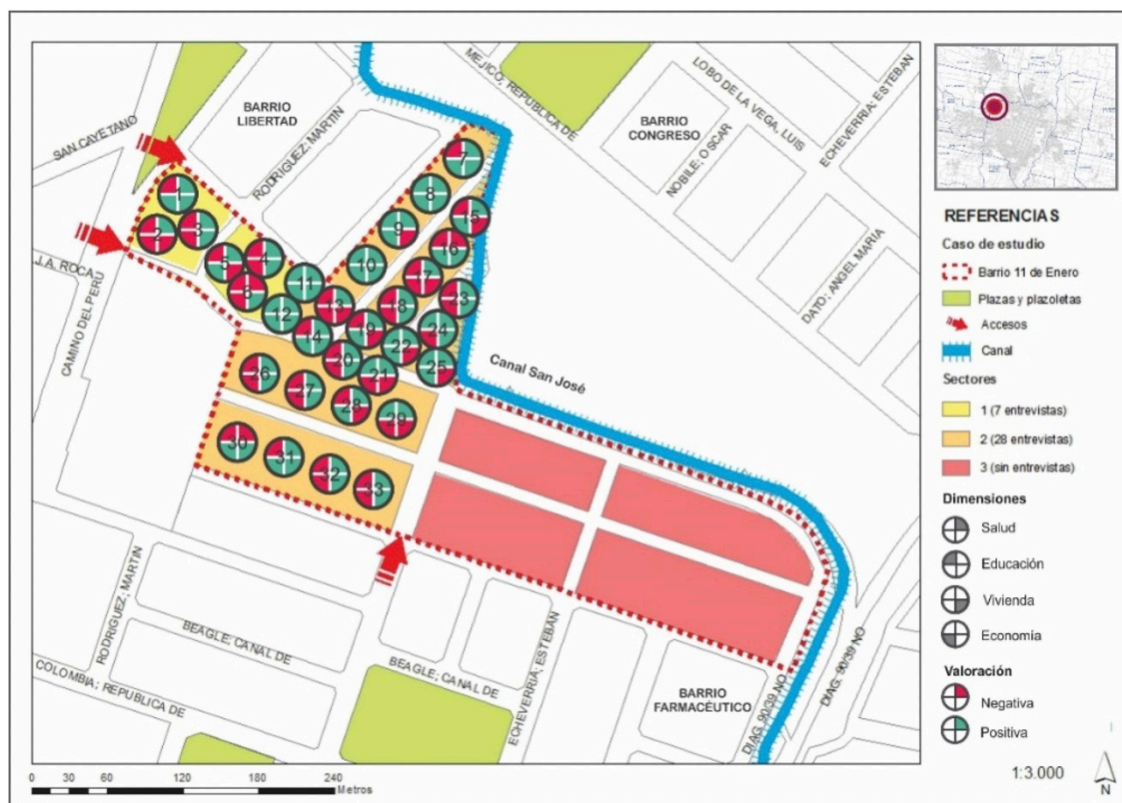 MEJICO; REPUBLICA DE
LOBO DE LA VEGA, LUIS
ECHEVERRIA; ESTEBAN
BARRIO
LIBERTAD
RODRIGUEZ; MARTIN
SAN CAYETANO
BARRIO
CONGRESO
NOBILE; OSCAR
DATO; ANGEL MARIA
J.A. ROCA
CAMINO DEL PERU
1
2
3
4
5
6
7
8
9
10
11
12
13
14
15
16
17
18
19
20
21
22
23
24
25
26
27
28
29
30
31
32
33
Canal San José
RODRIGUEZ; MARTIN
BEAGLE; CANAL DE
COLOMBIA; REPUBLICA DE
BEAGLE; CANAL DE
ECHEVERRIA; ESTEBAN
BARRIO
FARMACÉUTICO
DIAG. 90/39 NO
DIAG. 90/39 NO
0 15 30 60 120 180 240
Metros
REFERENCIAS
Caso de estudio
Barrio 11 de Enero
Plazas y plazoletas
Accesos
Canal
Sectores
1 (7 entrevistas)
2 (28 entrevistas)
3 (sin entrevistas)
Dimensiones
Salud
Educación
Vivienda
Economía
Valoración
Negativa
Positiva
1:3.000
N